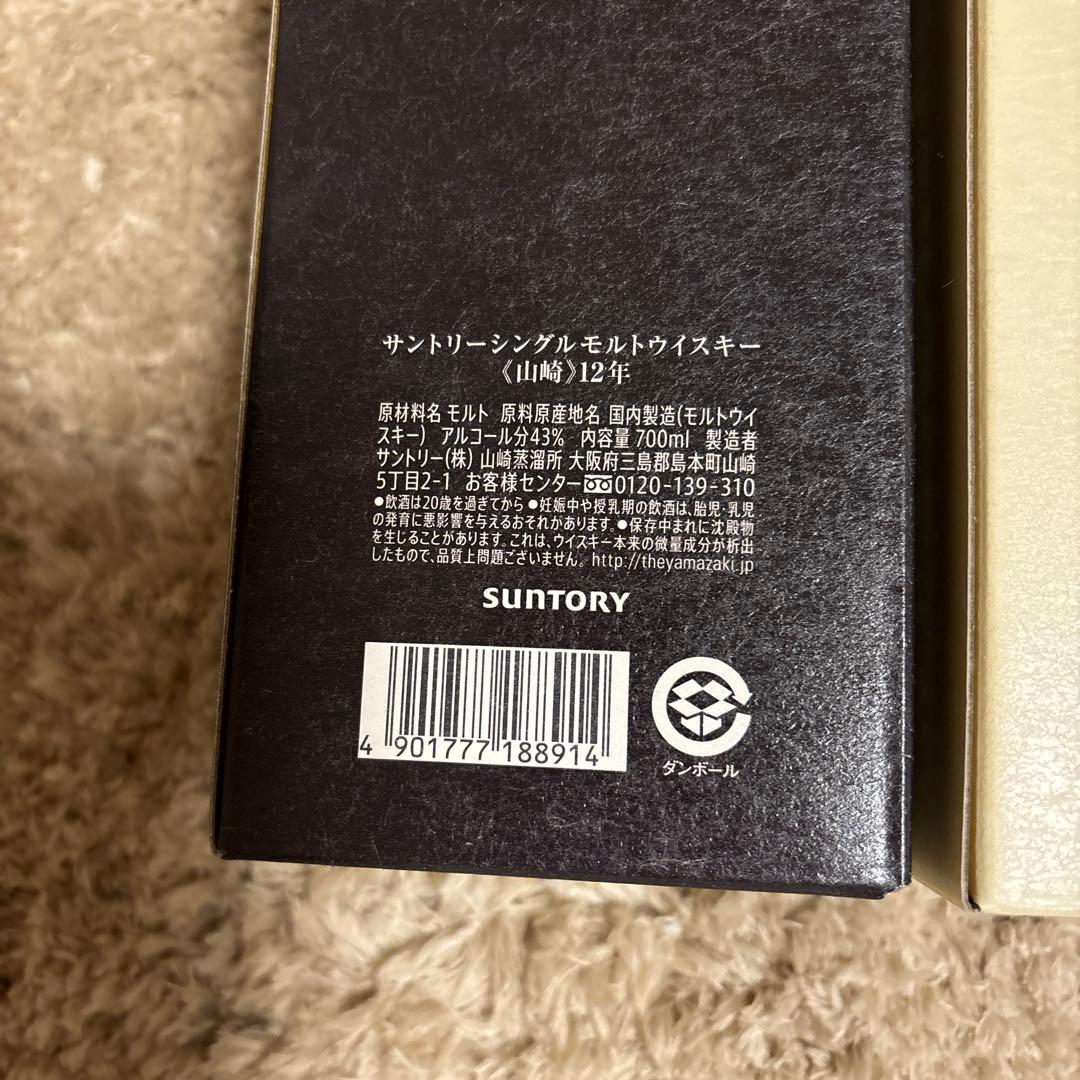 サントリーシングルモルトウイスキー
《山崎》12年
原材料名 モルト 原料原産地名 国内製造(モルトウイ
スキー) アルコール分43% 内容量 700ml 製造者
サントリー(株) 山崎蒸溜所 大阪府三島郡島本町山崎
5丁目2-1 お客様センター 0120-139-310
●飲酒は20歳を過ぎてから ●妊娠中や授乳期の飲酒は、胎児・乳児
の発育に悪影響を与えるおそれがあります。●保存中まれに沈殿物
を生じることがあります。これは、ウイスキー本来の微量成分が析出
したもので、品質上問題ございません。 http://theyamazaki.jp
SUNTORY
4 901777 188914
ダンボール